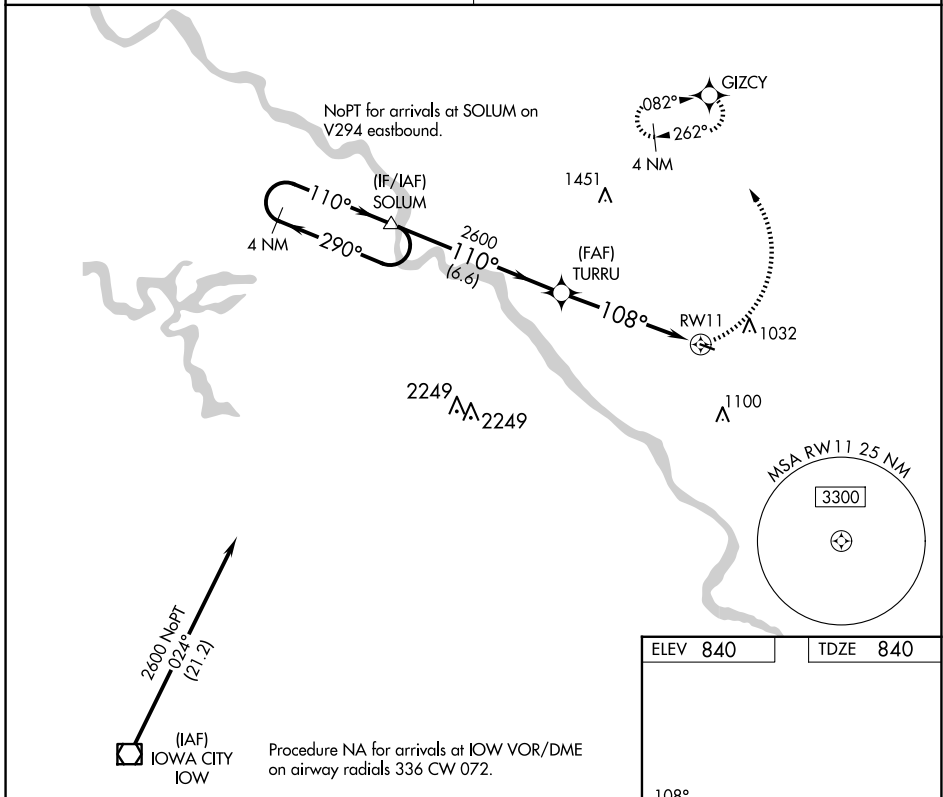 GIZCY
082°
262°
4 NM
NoPT for arrivals at SOLUM on
V294 eastbound.
1451
(IF/IAF)
SOLUM
110°
4 NM
290°
2600
110°
(6.6)
(FAF)
TURRU
108°
RW11
1032
2249
2249
1100
MSA RW11 25 NM
3300
2600 NoPT
024°
(21.2)
(IAF)
IOWA CITY
IOW
Procedure NA for arrivals at IOW VOR/DME
on airway radials 336 CW 072.
ELEV 840
TDZE 840
108°